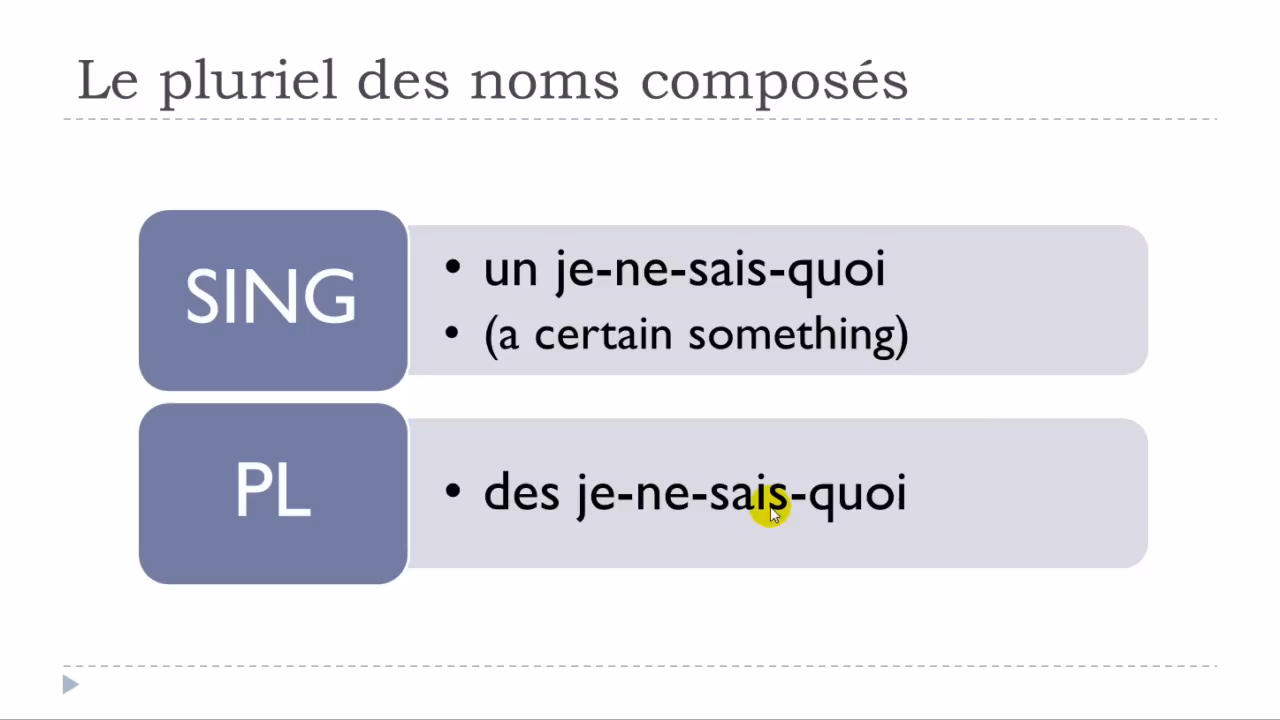 Le pluriel des noms composés
SING
• un je-ne-sais-quoi
• (a certain something)
PL
• des je-ne-sais-quoi